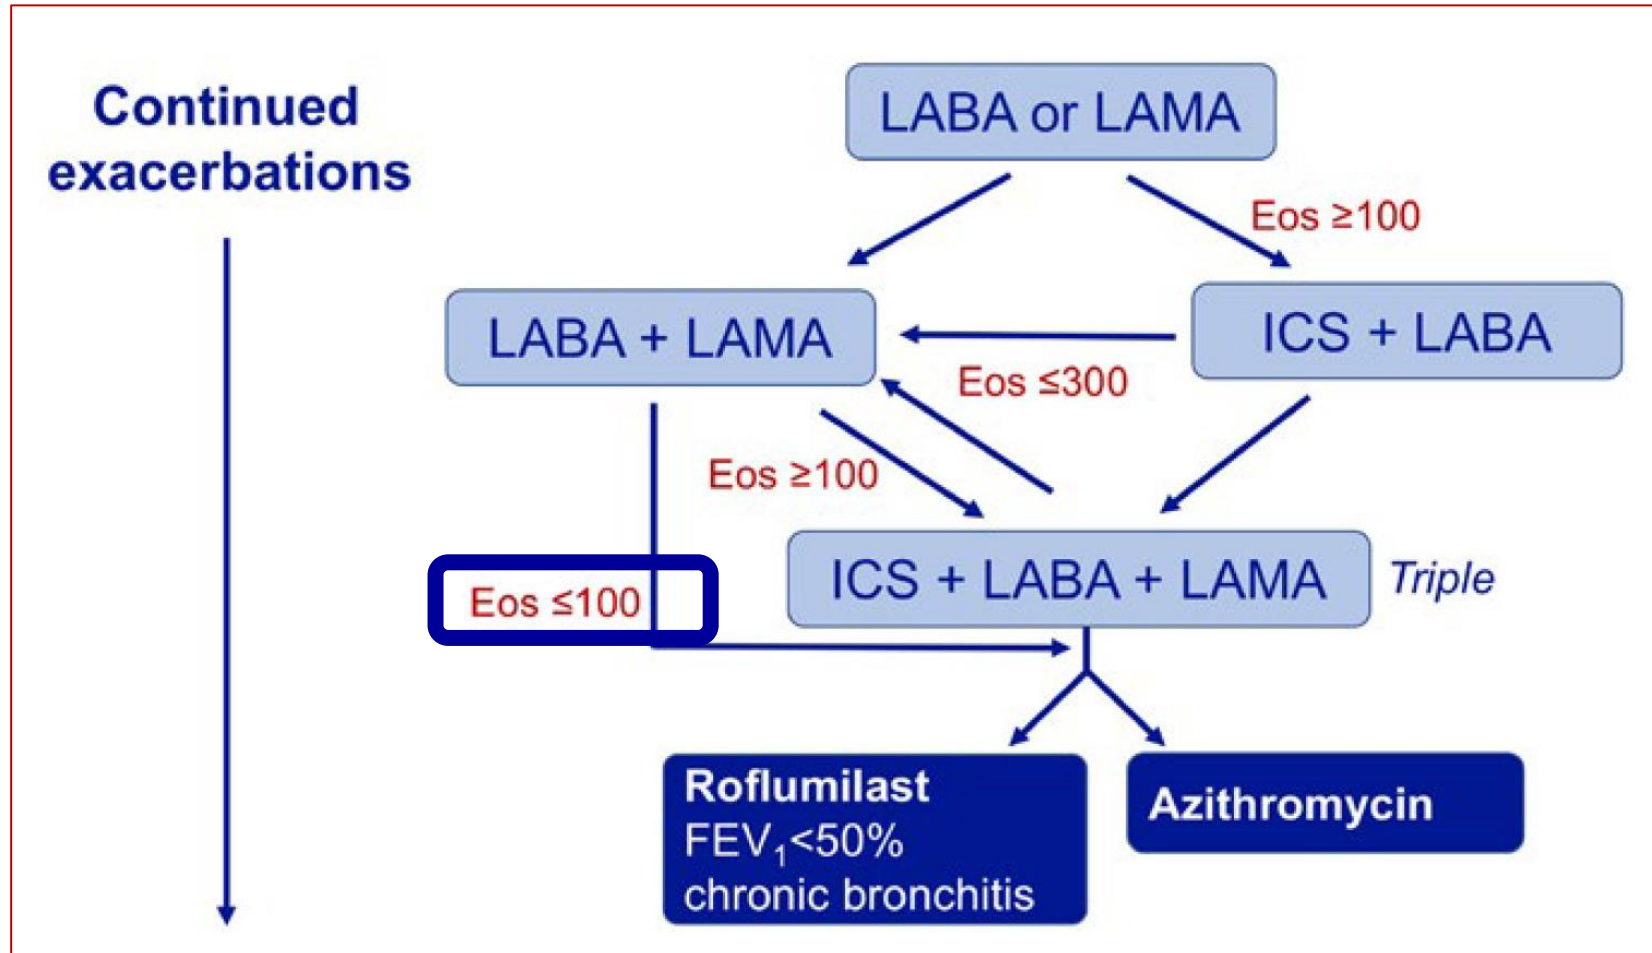 Continued
exacerbations
LABA or LAMA
Eos ≥100
LABA + LAMA
ICS + LABA
Eos ≤300
Eos ≥100
Eos ≤100
ICS + LABA + LAMA
Triple
Roflumilast
FEV₁<50%
chronic bronchitis
Azithromycin